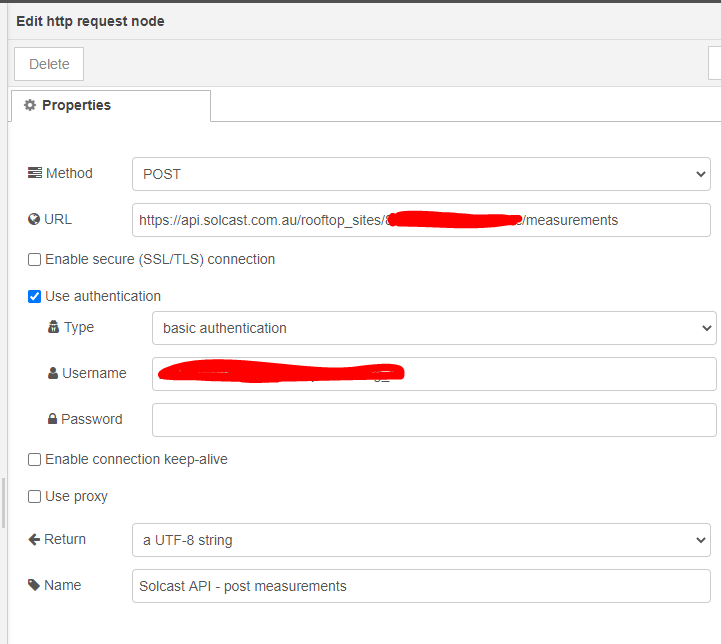 Edit http request node
Delete
Properties
Method POST
URL https://api.solcast.com.au/rooftop_sites/ /measurements
Enable secure (SSL/TLS) connection
Use authentication
Type basic authentication
Username
Password
Enable connection keep-alive
Use proxy
Return a UTF-8 string
Name Solcast API - post measurements